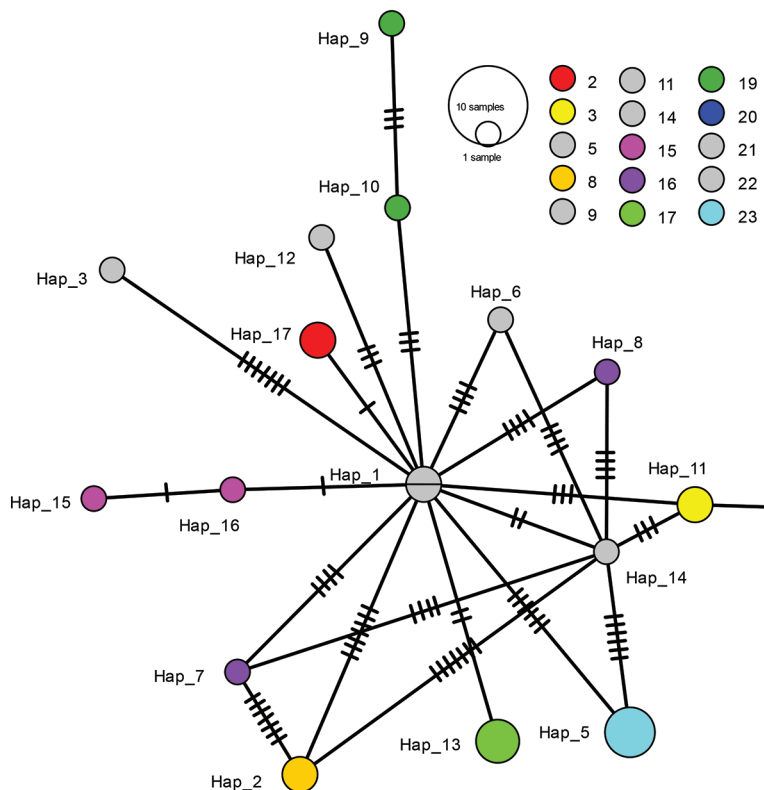 Hap_9
10 samples
1 sample
2 11 19
3 14 20
5 15 21
8 16 22
9 17 23
Hap_10
Hap_12
Hap_3
Hap_6
Hap_17
Hap_8
Hap_1
Hap_11
Hap_15
Hap_16
Hap_14
Hap_7
Hap_13
Hap_5
Hap_2